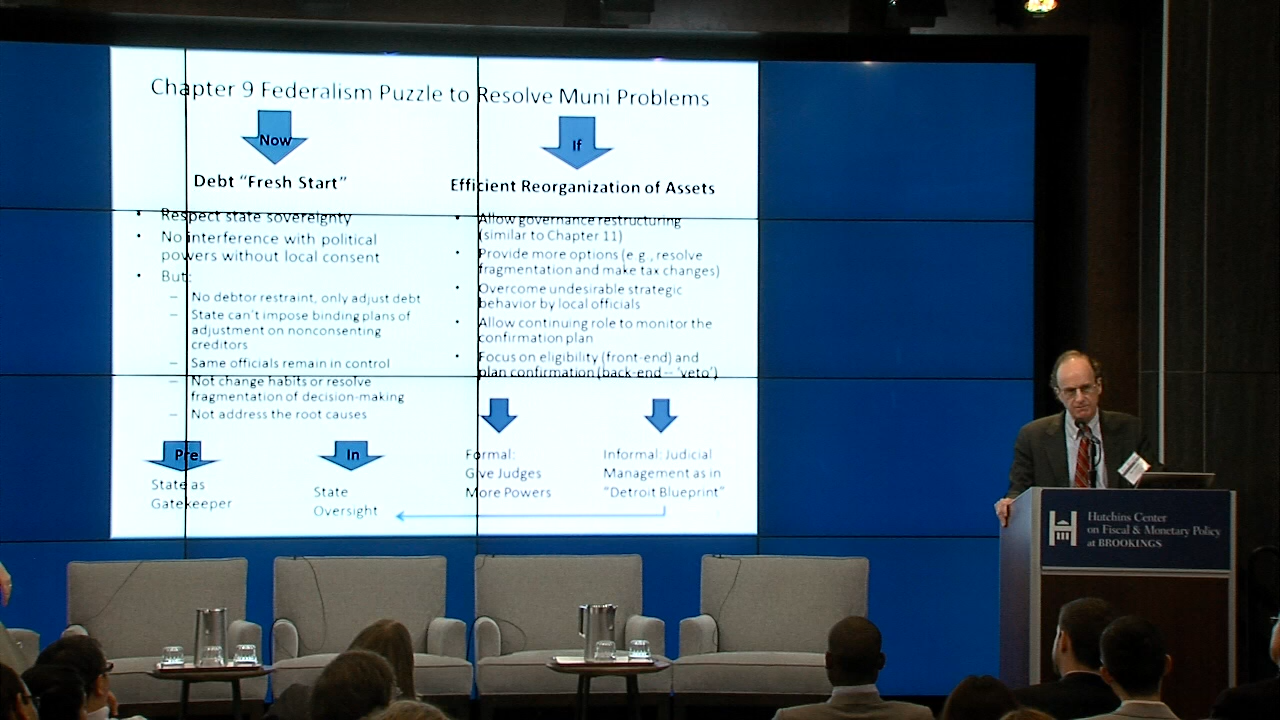 Chapter 9 Federalism Puzzle to Resolve Muni Problems
Now
If
Debt “Fresh Start”
• Respect state sovereignty
• No interference with political
powers without local consent
• But:
– No debtor restraint, only adjust debt
– State can't impose binding plans of
adjustment on nonconsenting
creditors
– Same officials remain in control
– Not change habits or resolve
fragmentation of decision-making
– Not address the root causes
Efficient Reorganization of Assets
• Allow governance restructuring
(similar to Chapter 11)
• Provide more options (e g , resolve
fragmentation and make tax changes)
• Overcome undesirable strategic
behavior by local officials
• Allow continuing role to monitor the
confirmation plan
• Focus on eligibility (front-end) and
plan confirmation (back-end -- 'veto')
Pre
In
State as
Gatekeeper
State
Oversight
Formal:
Give Judges
More Powers
Informal: Judicial
Management as in
“Detroit Blueprint”
Hutchins Center
on Fiscal & Monetary Policy
at BROOKINGS